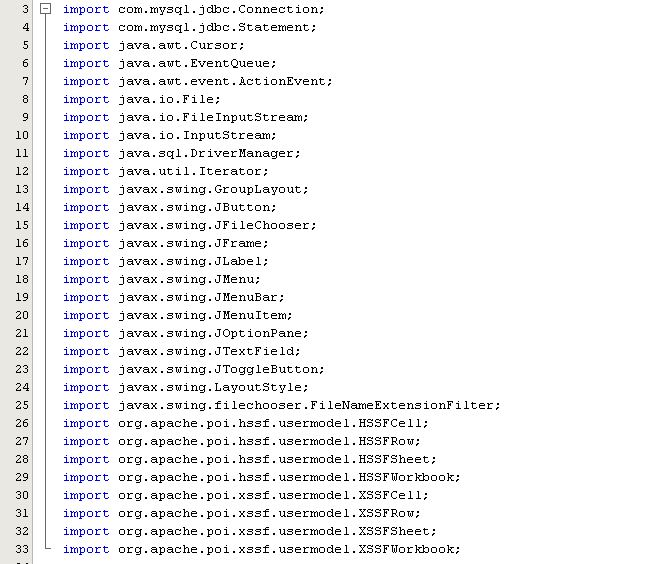 3 import com.mysql.jdbc.Connection;
4 import com.mysql.jdbc.Statement;
5 import java.awt.Cursor;
6 import java.awt.EventQueue;
7 import java.awt.event.ActionEvent;
8 import java.io.File;
9 import java.io.FileInputStream;
10 import java.io.InputStream;
11 import java.sql.DriverManager;
12 import java.util.Iterator;
13 import javax.swing.GroupLayout;
14 import javax.swing.JButton;
15 import javax.swing.JFileChooser;
16 import javax.swing.JFrame;
17 import javax.swing.JLabel;
18 import javax.swing.JMenu;
19 import javax.swing.JMenuBar;
20 import javax.swing.JMenuItem;
21 import javax.swing.JOptionPane;
22 import javax.swing.JTextField;
23 import javax.swing.JToggleButton;
24 import javax.swing.LayoutStyle;
25 import javax.swing.filechooser.FileNameExtensionFilter;
26 import org.apache.poi.hssf.usermodel.HSSFCell;
27 import org.apache.poi.hssf.usermodel.HSSFRow;
28 import org.apache.poi.hssf.usermodel.HSSFSheet;
29 import org.apache.poi.hssf.usermodel.HSSFWorkbook;
30 import org.apache.poi.xssf.usermodel.XSSFCell;
31 import org.apache.poi.xssf.usermodel.XSSFRow;
32 import org.apache.poi.xssf.usermodel.XSSFSheet;
33 import org.apache.poi.xssf.usermodel.XSSFWorkbook;